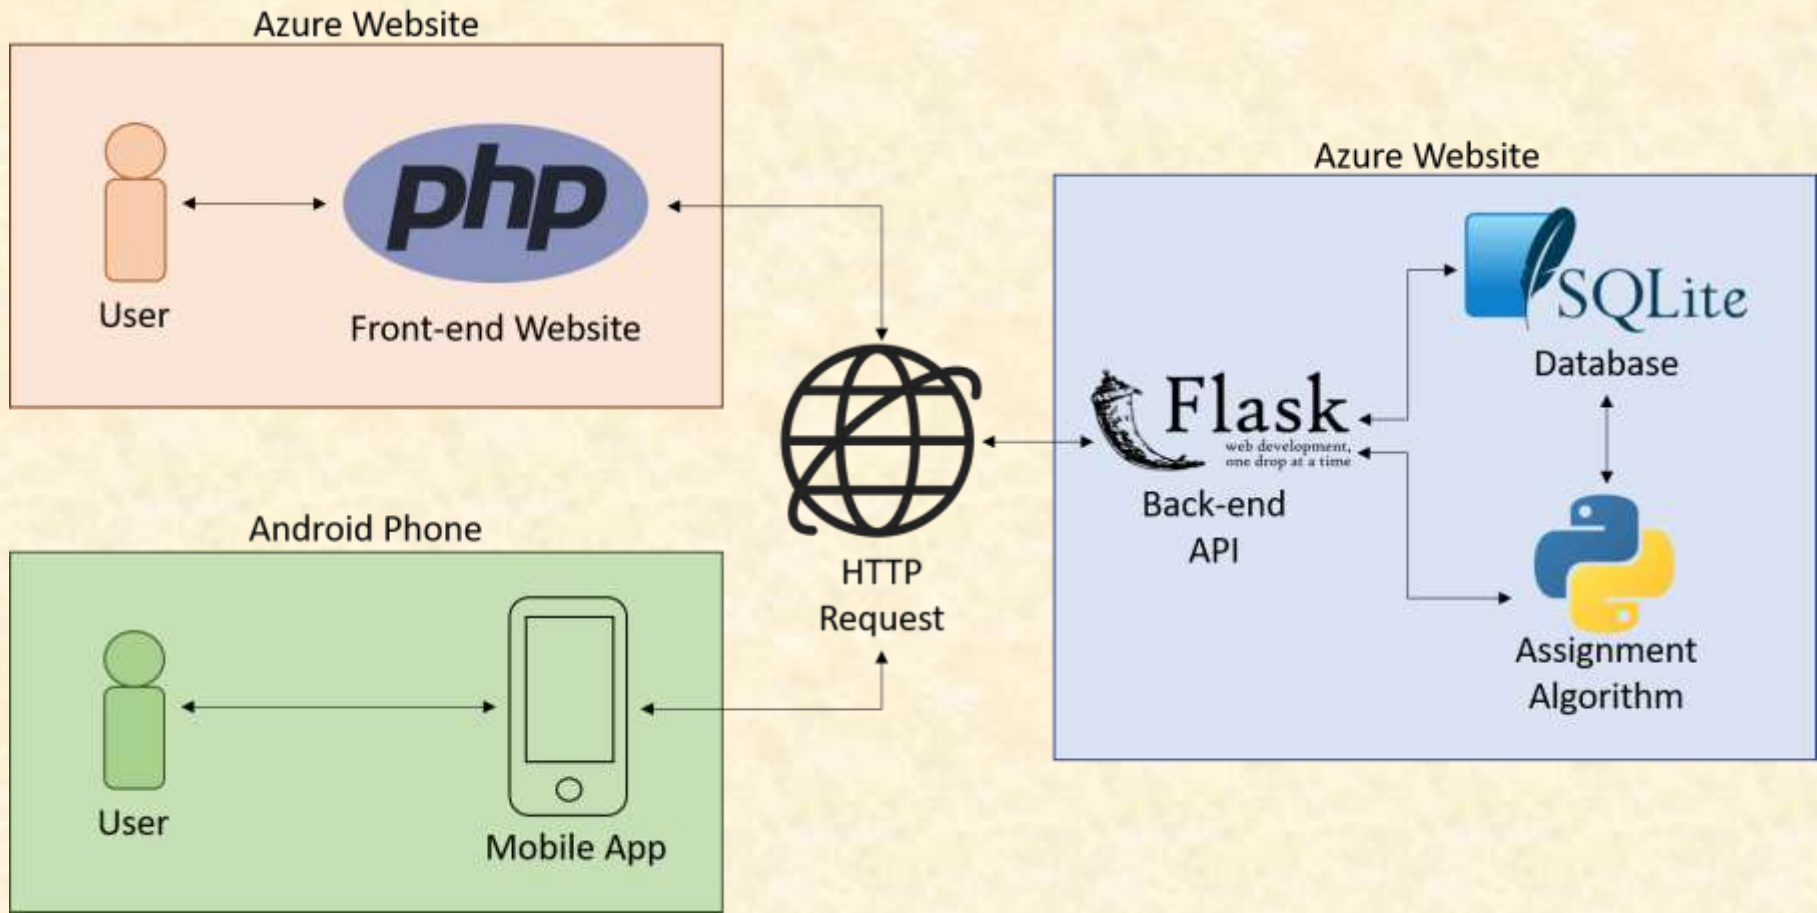 Azure Website
php
User
Front-end Website
Android Phone
User
Mobile App
HTTP
Request
Azure Website
SQLite
Database
Flask
web development,
one drop at a time
Back-end
API
Assignment
Algorithm